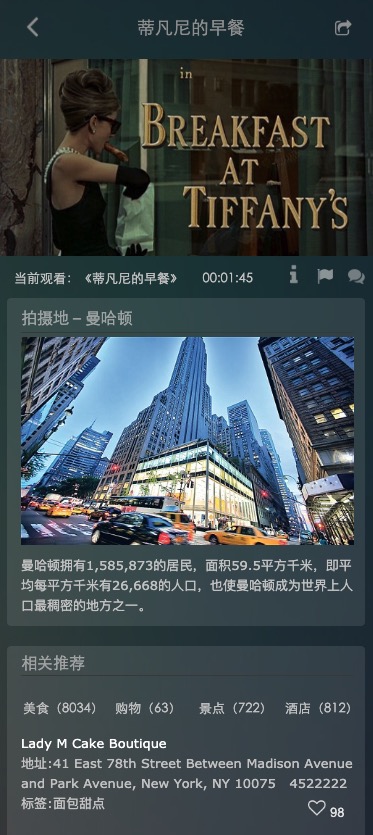 蒂凡尼的早餐
in
BREAKFAST
AT
TIFFANY'S
当前观看：《蒂凡尼的早餐》 00:01:45
拍摄地 – 曼哈顿
曼哈顿拥有1,585,873的居民，面积59.5平方千米，即平
均每平方千米有26,668的人口，也使曼哈顿成为世界上人
口最稠密的地方之一。
相关推荐
美食（8034） 购物（63） 景点（722） 酒店（812）
Lady M Cake Boutique
地址:41 East 78th Street Between Madison Avenue
and Park Avenue, New York, NY 10075 4522222
标签:面包甜点
98